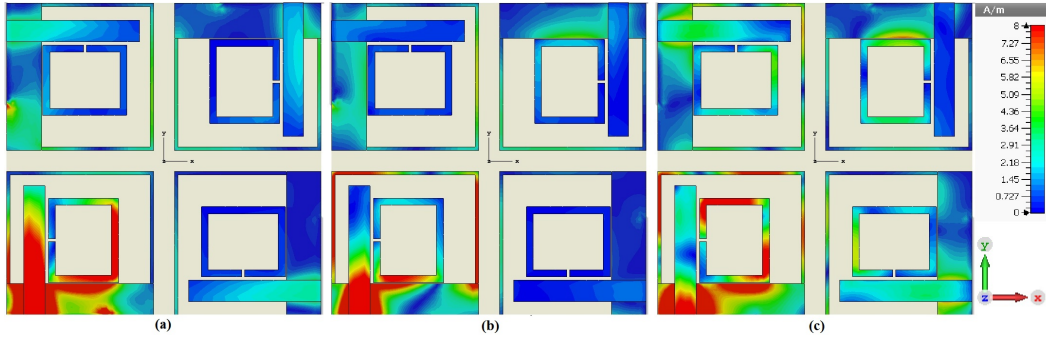 A/m
8
7.27
6.55
5.82
5.09
4.36
3.64
2.91
2.18
1.45
0.727
0
y
x
y
x
y
x
y
z
x
(a)
(b)
(c)